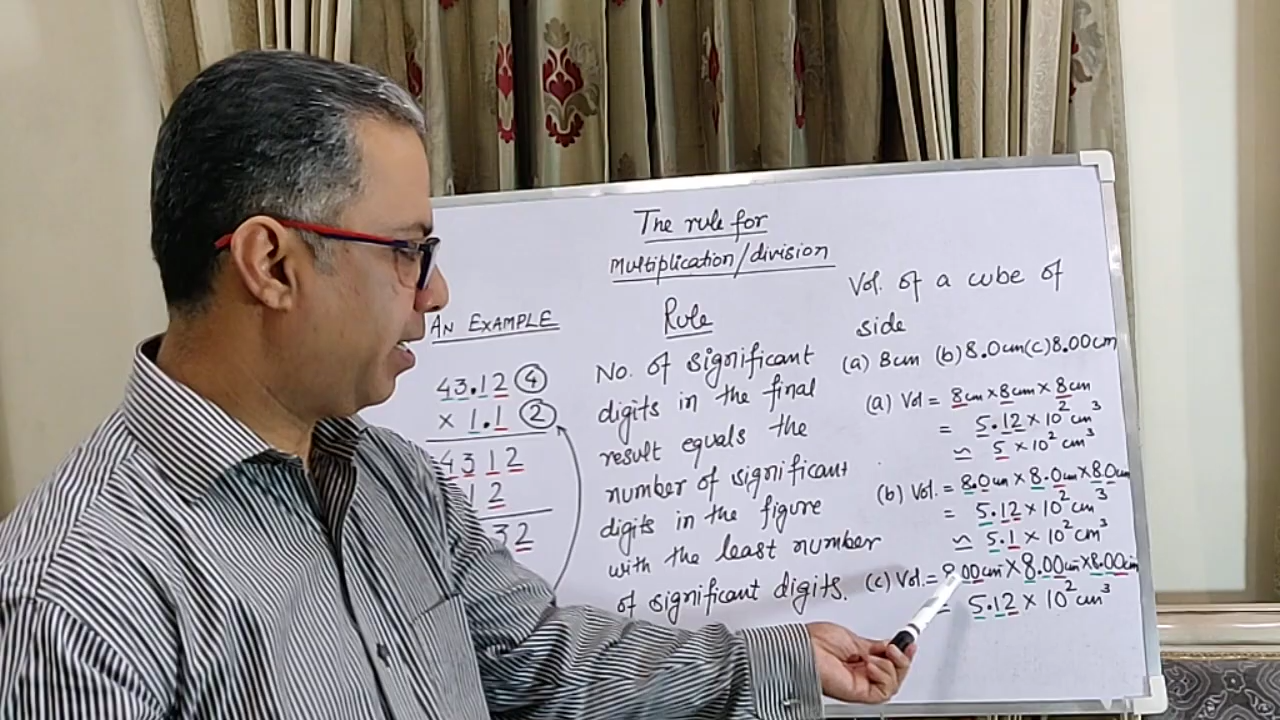 The rule for
Multiplication/division
AN EXAMPLE
43.12 ④
× 1.1 ②
4312
12
32
Rule
No. of significant
digits in the final
result equals the
number of significant
digits in the figure
with the least number
of significant digits.
Vol. of a cube of
side
(a) 8cm (b) 8.0cm (c) 8.00cm
(a) Vol = 8cm × 8cm × 8cm
= 5.12 × 10² cm³
≃ 5 × 10² cm³
(b) Vol. = 8.0cm × 8.0cm × 8.0cm
= 5.12 × 10² cm³
≃ 5.1 × 10² cm³
(c) Vol. = 8.00cm × 8.00cm × 8.00cm
= 5.12 × 10² cm³